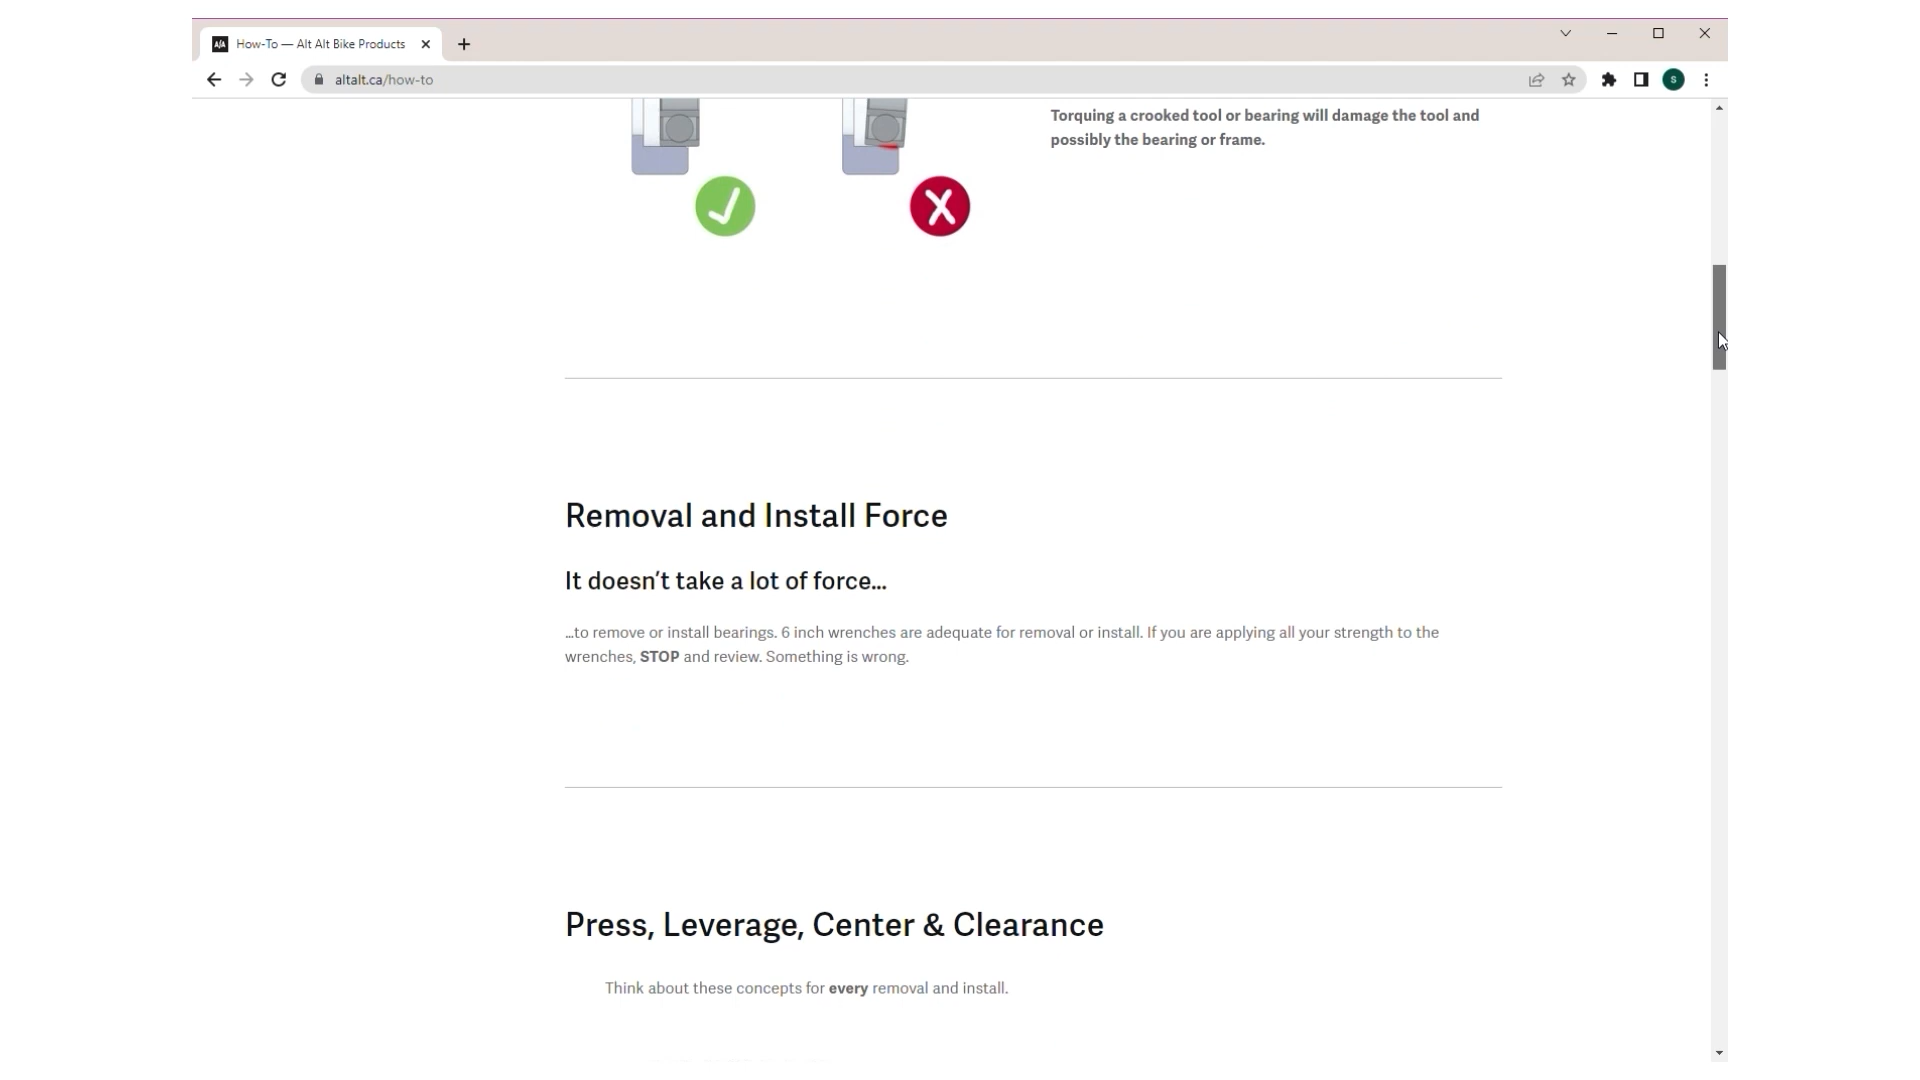 A/A How-To — Alt Alt Bike Products
altalt.ca/how-to
S
Torquing a crooked tool or bearing will damage the tool and
possibly the bearing or frame.
Removal and Install Force
It doesn’t take a lot of force…
…to remove or install bearings. 6 inch wrenches are adequate for removal or install. If you are applying all your strength to the
wrenches, STOP and review. Something is wrong.
Press, Leverage, Center & Clearance
Think about these concepts for every removal and install.